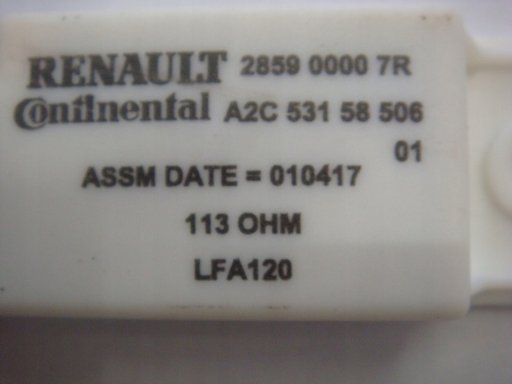 RENAULT 2859 0000 7R
Continental A2C 531 58 506
01
ASSM DATE = 010417
113 OHM
LFA120